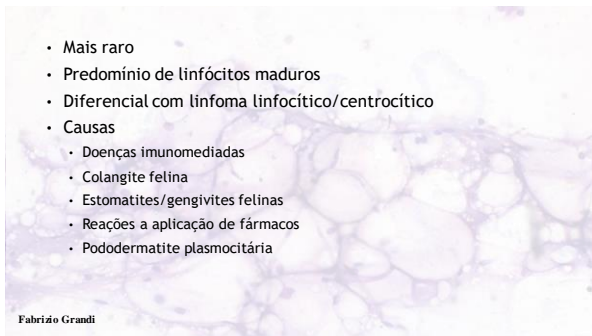 • Mais raro
• Predomínio de linfócitos maduros
• Diferencial com linfoma linfocítico/centrocítico
• Causas
• Doenças imunomediadas
• Colangite felina
• Estomatites/gengivites felinas
• Reações a aplicação de fármacos
• Pododermatite plasmocitária
Fabrizio Grandi